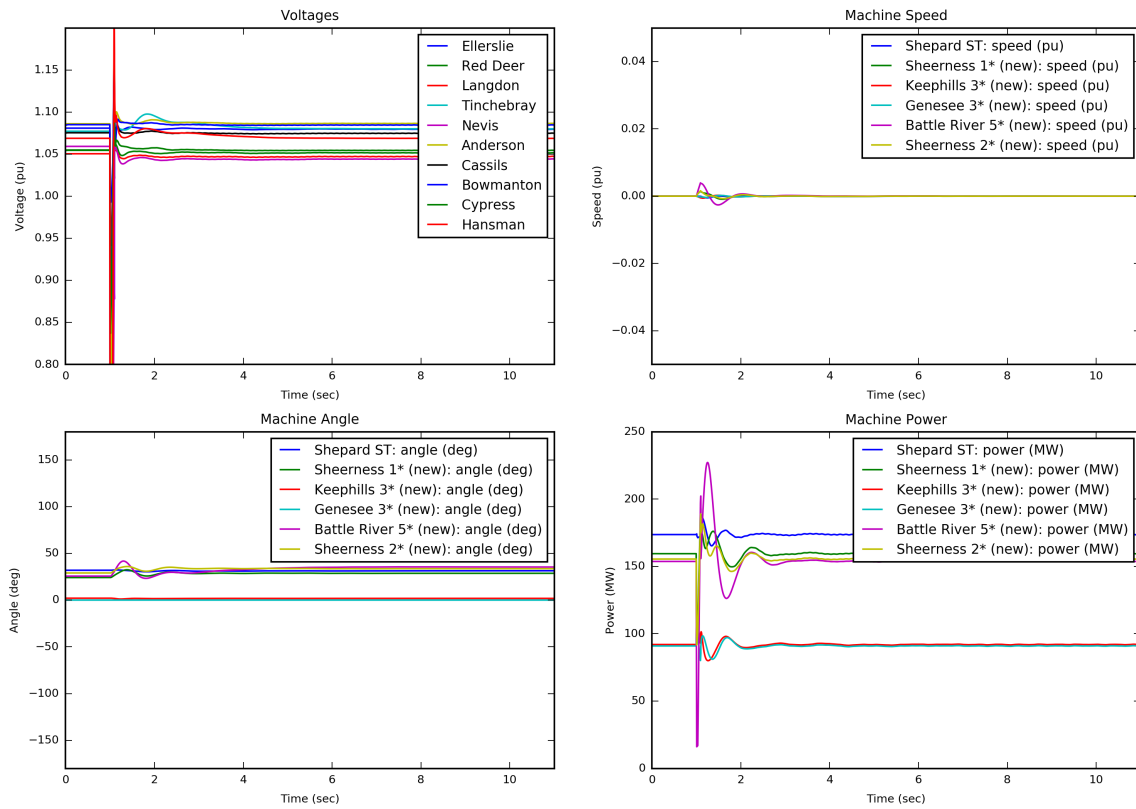 Voltages
1.15
1.10
1.05
1.00
0.95
0.90
0.85
0.80
Voltage (pu)
0 2 4 6 8 10
Time (sec)
Ellerslie
Red Deer
Langdon
Tinchebray
Nevis
Anderson
Cassils
Bowmanton
Cypress
Hansman
Machine Speed
0.04
0.02
0.00
−0.02
−0.04
Speed (pu)
0 2 4 6 8 10
Time (sec)
Shepard ST: speed (pu)
Sheerness 1* (new): speed (pu)
Keephills 3* (new): speed (pu)
Genesee 3* (new): speed (pu)
Battle River 5* (new): speed (pu)
Sheerness 2* (new): speed (pu)
Machine Angle
150
100
50
0
−50
−100
−150
Angle (deg)
0 2 4 6 8 10
Time (sec)
Shepard ST: angle (deg)
Sheerness 1* (new): angle (deg)
Keephills 3* (new): angle (deg)
Genesee 3* (new): angle (deg)
Battle River 5* (new): angle (deg)
Sheerness 2* (new): angle (deg)
Machine Power
250
200
150
100
50
0
Power (MW)
0 2 4 6 8 10
Time (sec)
Shepard ST: power (MW)
Sheerness 1* (new): power (MW)
Keephills 3* (new): power (MW)
Genesee 3* (new): power (MW)
Battle River 5* (new): power (MW)
Sheerness 2* (new): power (MW)